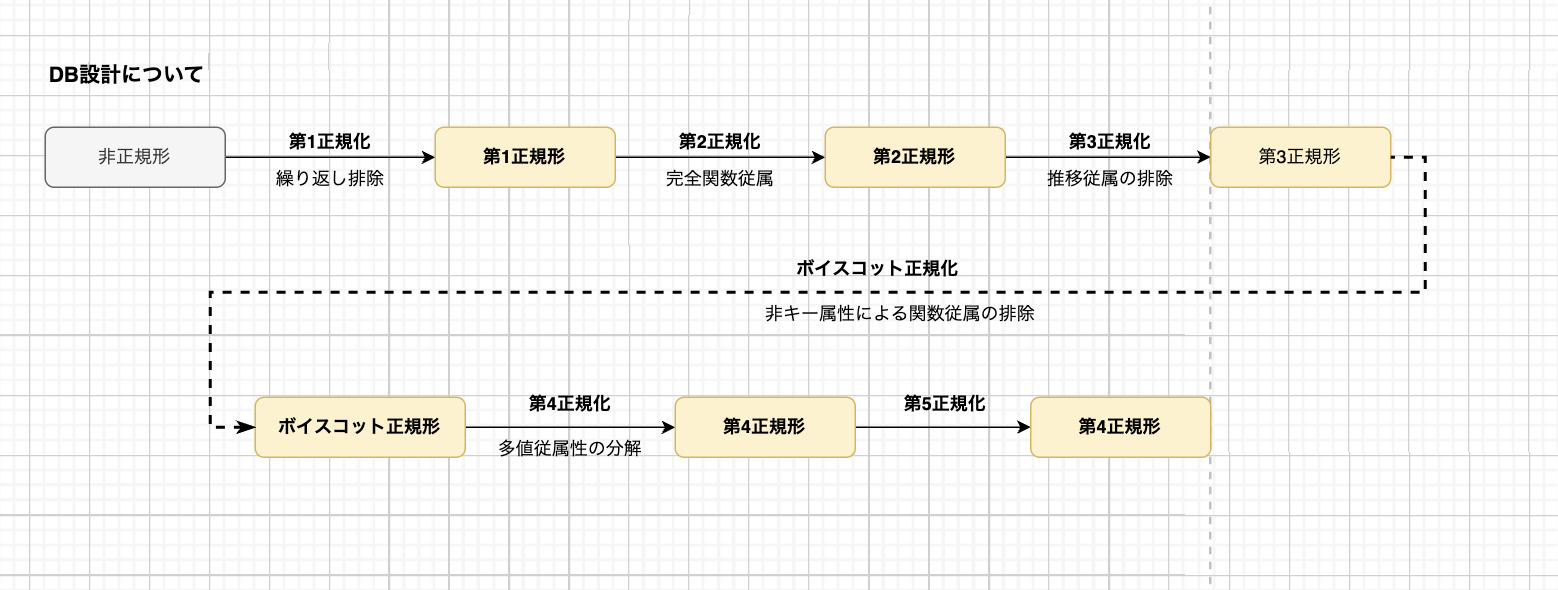 DB設計について
非正規形
第1正規化
繰り返し排除
第1正規形
第2正規化
完全関数従属
第2正規形
第3正規化
推移従属の排除
第3正規形
ボイスコット正規化
非キー属性による関数従属の排除
ボイスコット正規形
第4正規化
多値従属性の分解
第4正規形
第5正規化
第4正規形